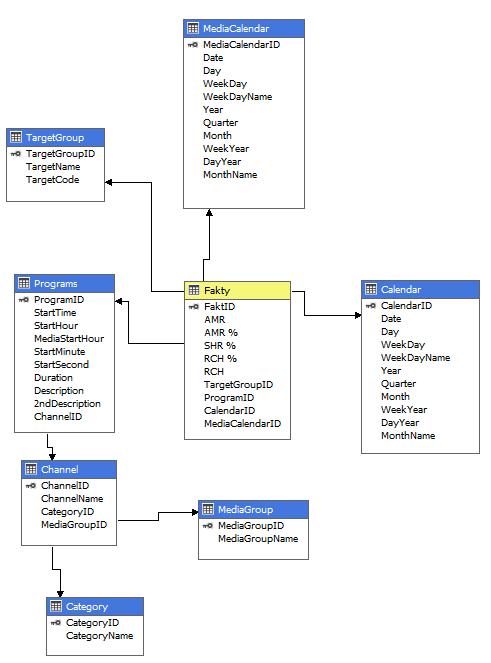 MediaCalendar
MediaCalendarID
Date
Day
WeekDay
WeekDayName
Year
Quarter
Month
WeekYear
DayYear
MonthName
TargetGroup
TargetGroupID
TargetName
TargetCode
Programs
ProgramID
StartTime
StartHour
MediaStartHour
StartMinute
StartSecond
Duration
Description
2ndDescription
ChannelID
Fakty
FaktID
AMR
AMR %
SHR %
RCH %
RCH
TargetGroupID
ProgramID
CalendarID
MediaCalendarID
Calendar
CalendarID
Date
Day
WeekDay
WeekDayName
Year
Quarter
Month
WeekYear
DayYear
MonthName
Channel
ChannelID
ChannelName
CategoryID
MediaGroupID
MediaGroup
MediaGroupID
MediaGroupName
Category
CategoryID
CategoryName